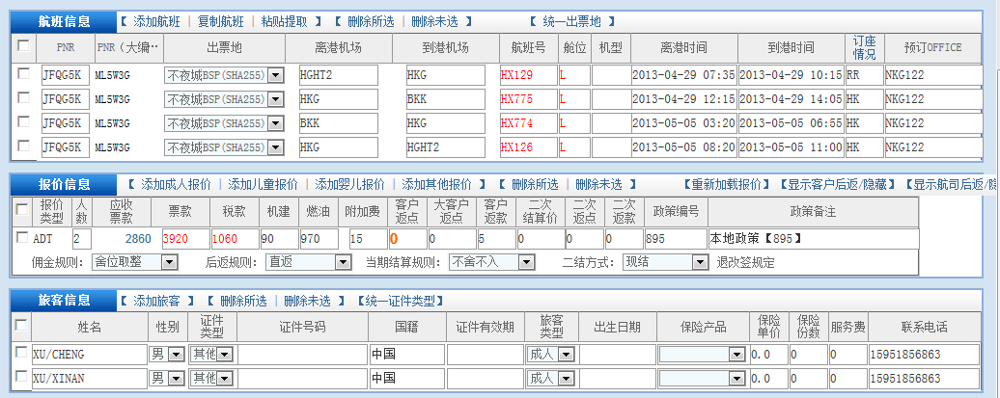 航班信息 【 添加航班 | 复制航班 | 粘贴提取 】 【 删除所选 | 删除未选 】 【 统一出票地 】
PNR PNR（大编‥ 出票地 离港机场 到港机场 航班号 舱位 机型 离港时间 到港时间 订座情况 预订OFFICE
JFQG5K ML5W3G 不夜城BSP(SHA255) HGHT2 HKG HX129 L 2013-04-29 07:35 2013-04-29 10:15 RR NKG122
JFQG5K ML5W3G 不夜城BSP(SHA255) HKG BKK HX775 L 2013-04-29 12:15 2013-04-29 14:05 HK NKG122
JFQG5K ML5W3G 不夜城BSP(SHA255) BKK HKG HX774 L 2013-05-05 03:20 2013-05-05 06:55 HK NKG122
JFQG5K ML5W3G 不夜城BSP(SHA255) HKG HGHT2 HX126 L 2013-05-05 08:20 2013-05-05 11:00 HK NKG122
报价信息 【 添加成人报价 | 添加儿童报价 | 添加婴儿报价 | 添加其他报价 】 【 删除所选 | 删除未选 】 【重新加载报价】 【显示客户后返/隐藏】 【显示航司后返/隐
报价类型 人数 应收票款 票款 税款 机建 燃油 附加费 客户返点 大客户返点 客户返款 二次结算价 二次返点 二次返款 政策编号 政策备注
ADT 2 2860 3920 1060 90 970 15 0 0 5 0 0 0 895 本地政策【895】
佣金规则： 舍位取整 后返规则： 直返 当期结算规则： 不舍不入 二结方式： 现结 退改签规定
旅客信息 【 添加旅客 】 【 删除所选 | 删除未选 】 【统一证件类型】
姓名 性别 证件类型 证件号码 国籍 证件有效期 旅客类型 出生日期 保险产品 保险单价 保险份数 服务费 联系电话
XU/CHENG 男 其他 中国 成人 0.0 0 0 15951856863
XU/XINAN 男 其他 中国 成人 0.0 0 0 15951856863